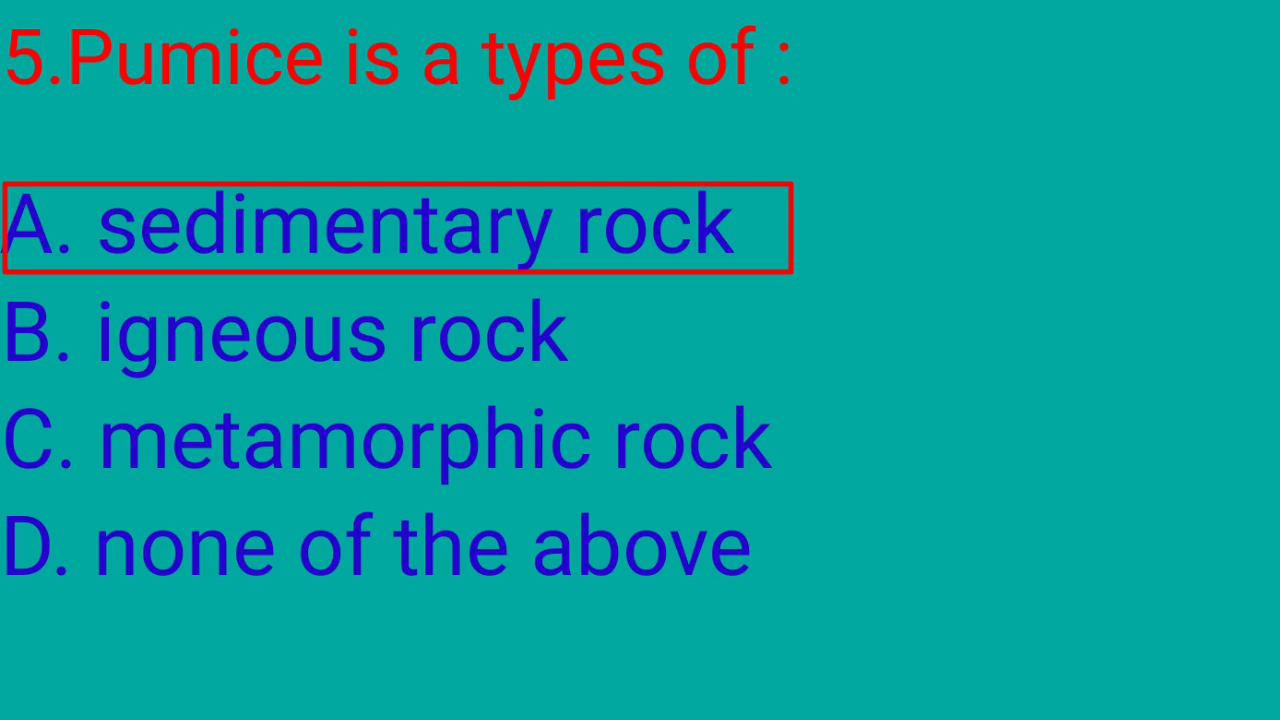 5.Pumice is a types of :
A. sedimentary rock
B. igneous rock
C. metamorphic rock
D. none of the above